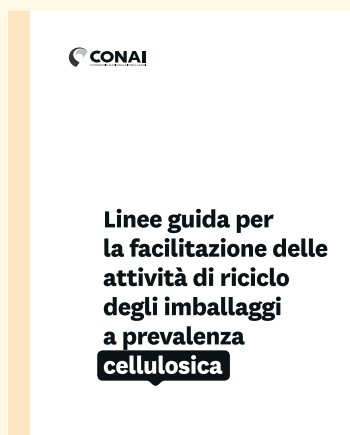 CONAI
Linee guida per
la facilitazione delle
attività di riciclo
degli imballaggi
a prevalenza
cellulosica